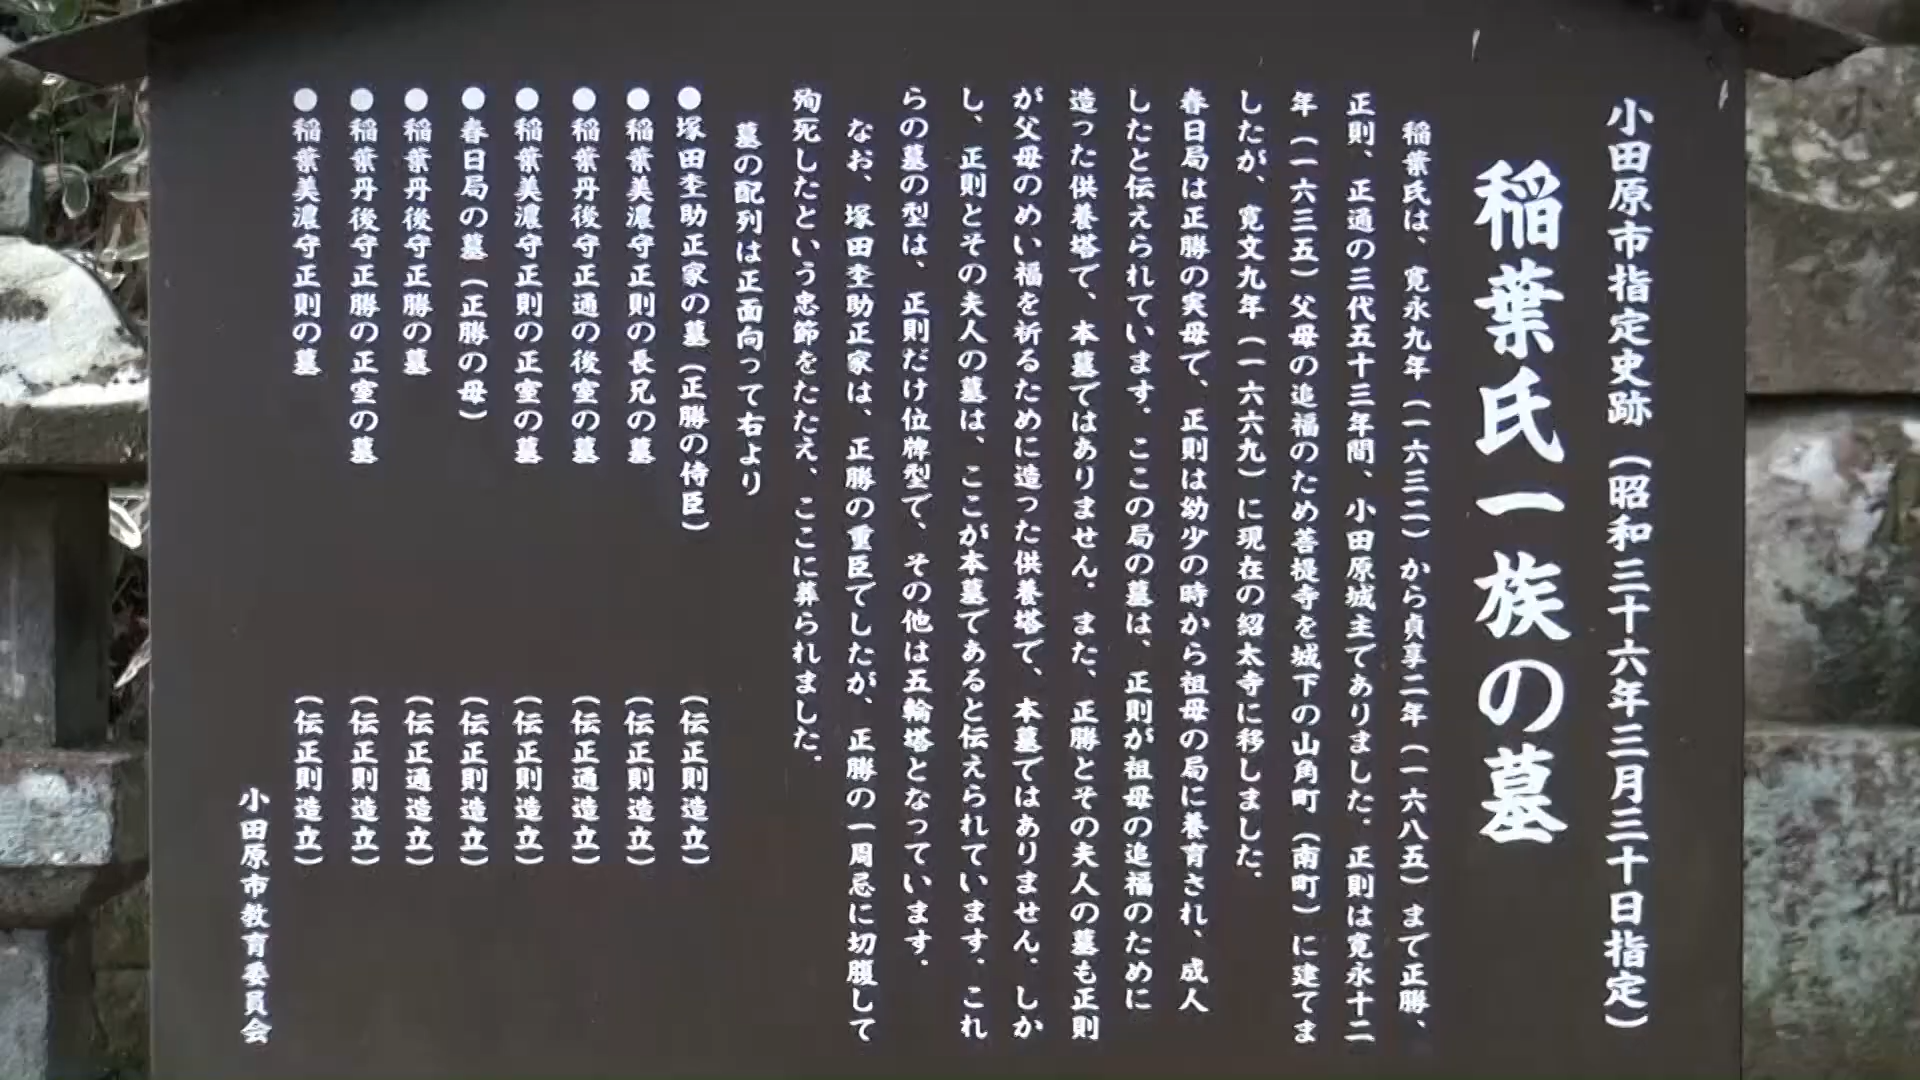 小田原市指定史跡（昭和三十六年三月三十日指定）
稲葉氏一族の墓
稲葉氏は、寛永九年（一六三二）から貞享二年（一六八五）まで正勝、
正則、正通の三代五十三年間、小田原城主でありました。正則は寛永十二
年（一六三五）父母の追福のため菩提寺を城下の山角町（南町）に建てま
したが、寛文九年（一六六九）に現在の紹太寺に移しました。
春日局は正勝の実母で、正則は幼少の時から祖母の局に養育され、成人
したと伝えられています。ここの局の墓は、正則が祖母の追福のために
造った供養塔で、本墓ではありません。また、正勝とその夫人の墓も正則
が父母のめい福を祈るために造った供養塔で、本墓ではありません。しか
し、正則とその夫人の墓は、ここが本墓であると伝えられています。これ
らの墓の型は、正則だけ位牌型で、その他は五輪塔となっています。
なお、塚田杢助正家は、正勝の重臣でしたが、正勝の一周忌に切腹して
殉死したという忠節をたたえ、ここに葬られました。
墓の配列は正面向って右より
●塚田杢助正家の墓（正勝の侍臣）（伝正則造立）
●稲葉美濃守正則の長兄の墓（伝正則造立）
●稲葉丹後守正通の後室の墓（伝正通造立）
●稲葉美濃守正則の正室の墓（伝正則造立）
●春日局の墓（正勝の母）（伝正則造立）
●稲葉丹後守正勝の墓（伝正通造立）
●稲葉丹後守正勝の正室の墓（伝正則造立）
●稲葉美濃守正則の墓（伝正則造立）
小田原市教育委員会